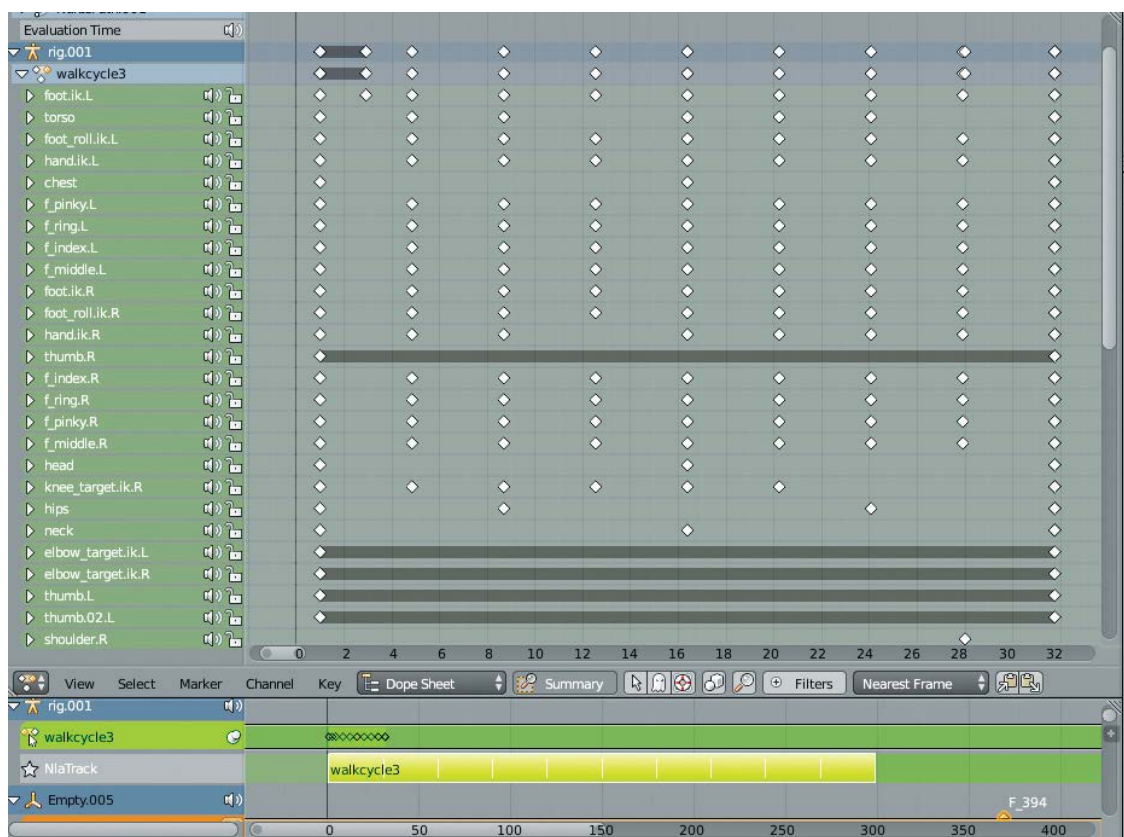 Evaluation Time
rig.001
walkcycle3
foot.ik.L
torso
foot_roll.ik.L
hand.ik.L
chest
f_pinky.L
f_ring.L
f_index.L
f_middle.L
foot.ik.R
foot_roll.ik.R
hand.ik.R
thumb.R
f_index.R
f_ring.R
f_pinky.R
f_middle.R
head
knee_target.ik.R
hips
neck
elbow_target.ik.L
elbow_target.ik.R
thumb.L
thumb.02.L
shoulder.R
0 2 4 6 8 10 12 14 16 18 20 22 24 26 28 30 32
View Select Marker Channel Key Dope Sheet Summary Filters Nearest Frame
rig.001
walkcycle3
NlaTrack walkcycle3
Empty.005 F_394
0 50 100 150 200 250 300 350 400